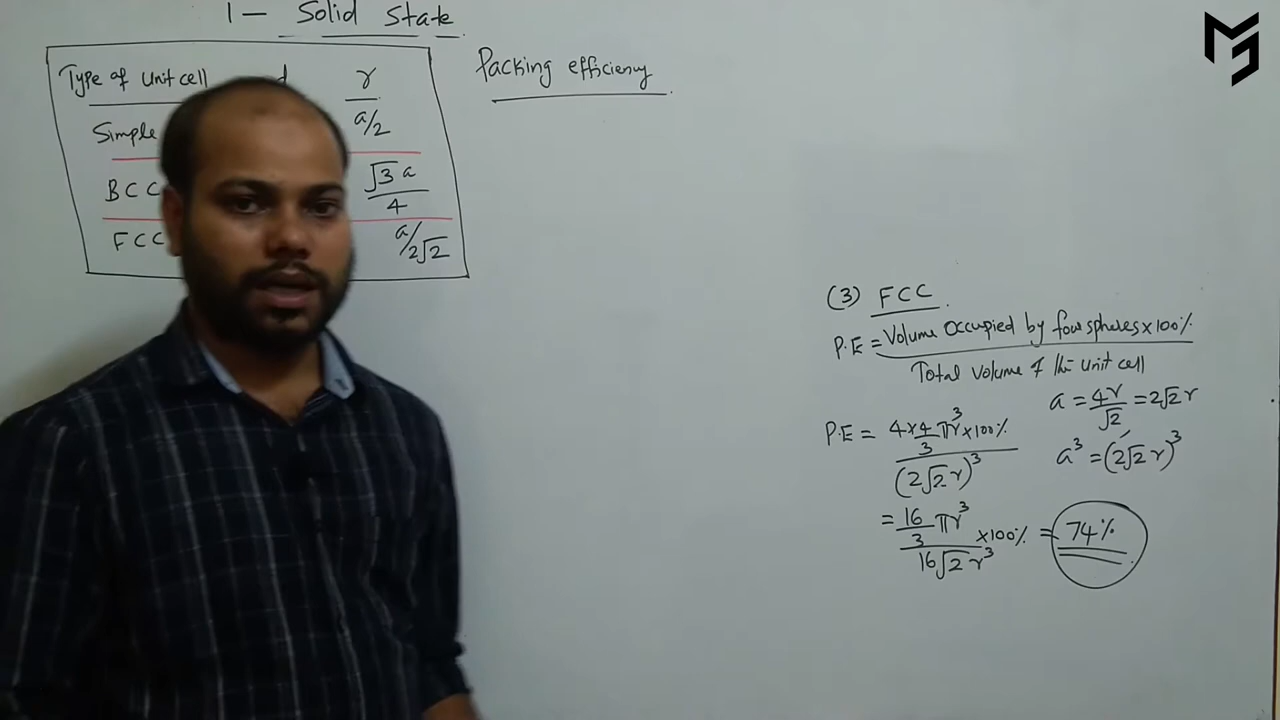 1 — Solid State
Type of Unit cell d r
Simple a/2
BCC √3 a/4
FCC a/2√2
Packing efficiency
(3) FCC
P.E = Volume Occupied by four spheres × 100%
Total volume of the unit cell
a = 4r/√2 = 2√2 r
P.E = 4 × 4/3 πr³ × 100% / (2√2 r)³
a³ = (2√2 r)³
= 16/3 πr³ / 16√2 r³ × 100% = 74%